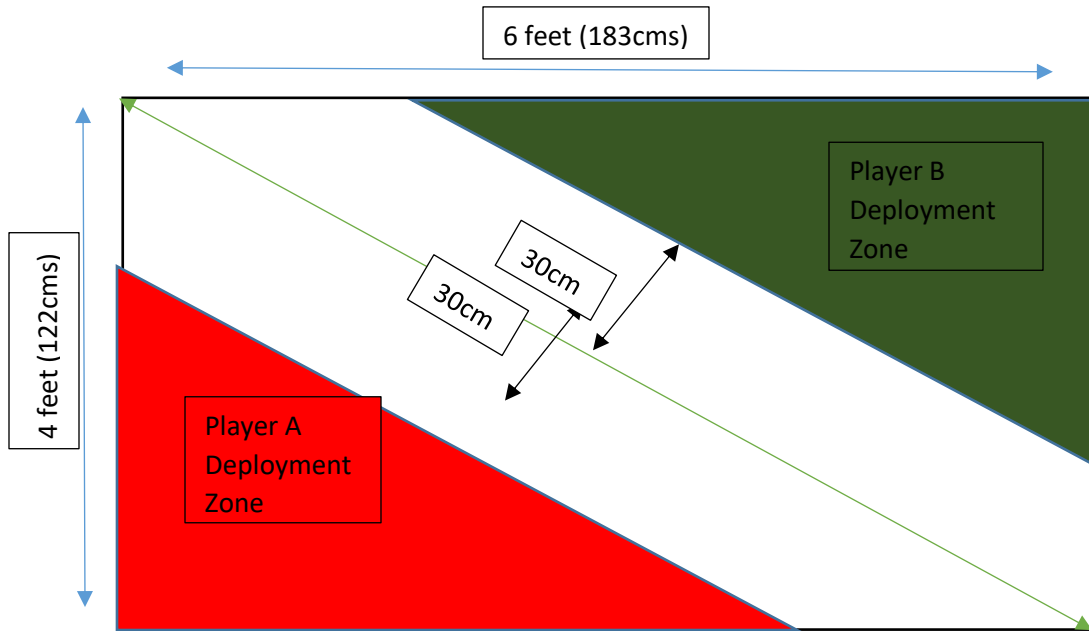 6 feet (183cms)
Player B
Deployment
Zone
30cm
30cm
4 feet (122cms)
Player A
Deployment
Zone